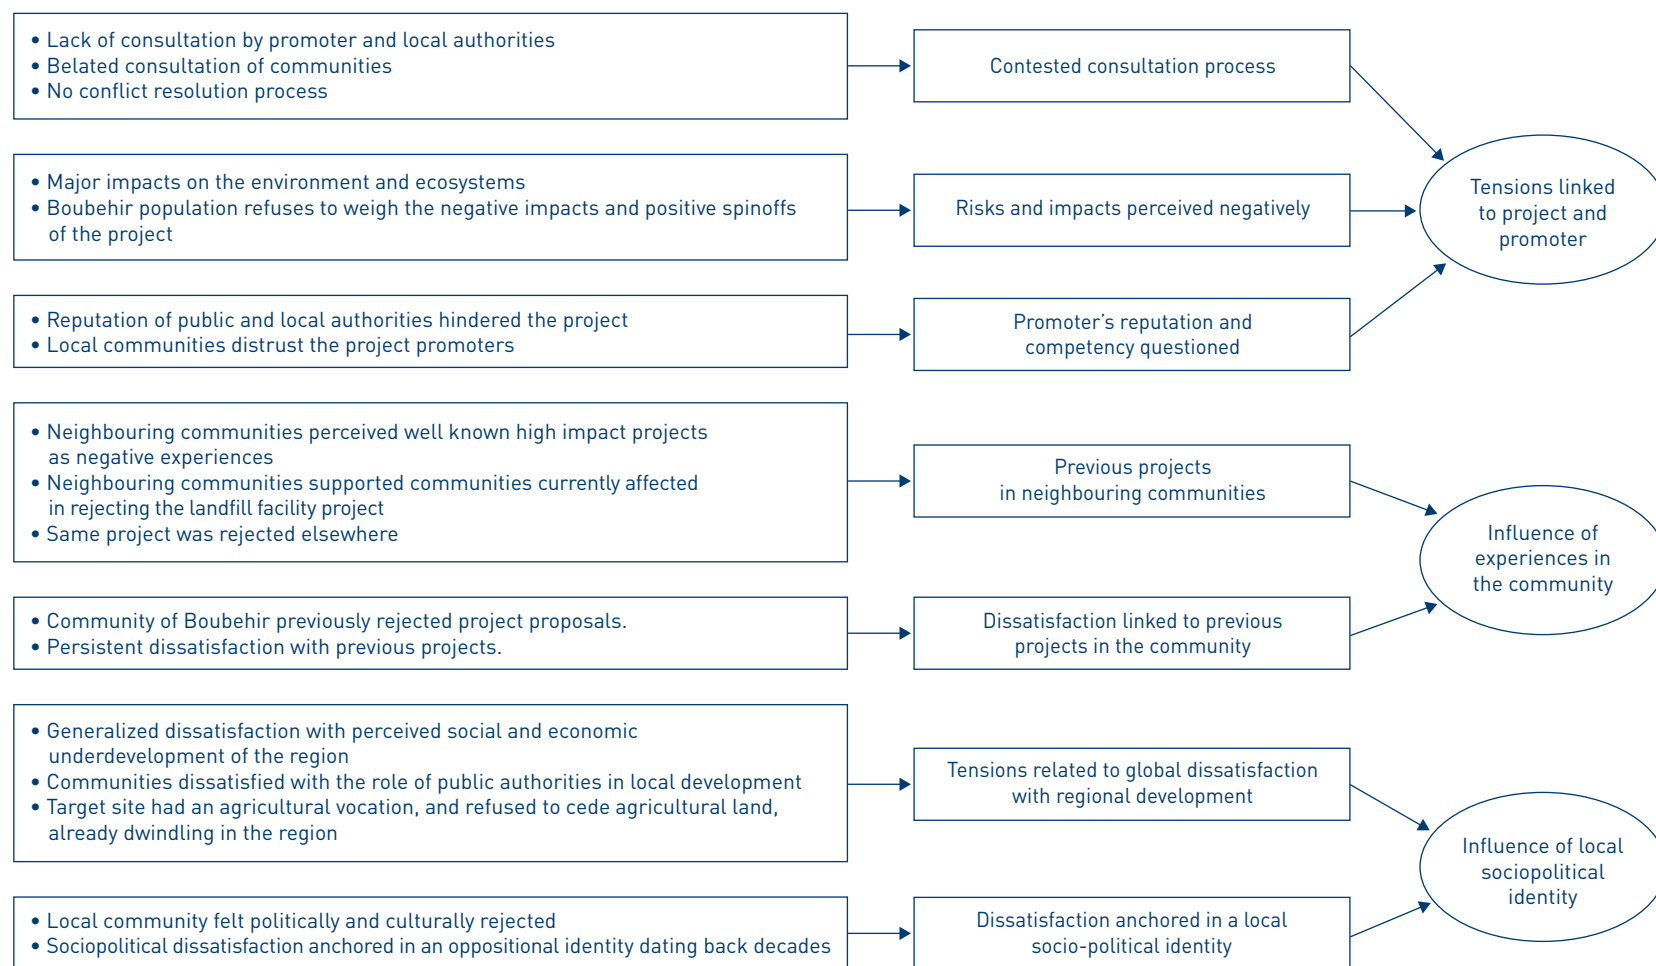 • Lack of consultation by promoter and local authorities
• Belated consultation of communities
• No conflict resolution process
Contested consultation process
• Major impacts on the environment and ecosystems
• Boubehir population refuses to weigh the negative impacts and positive spinoffs
of the project
Risks and impacts perceived negatively
• Reputation of public and local authorities hindered the project
• Local communities distrust the project promoters
Promoter's reputation and
competency questioned
Tensions linked
to project and
promoter
• Neighbouring communities perceived well known high impact projects
as negative experiences
• Neighbouring communities supported communities currently affected
in rejecting the landfill facility project
• Same project was rejected elsewhere
Previous projects
in neighbouring communities
• Community of Boubehir previously rejected project proposals.
• Persistent dissatisfaction with previous projects.
Dissatisfaction linked to previous
projects in the community
Influence of
experiences in
the community
• Generalized dissatisfaction with perceived social and economic
underdevelopment of the region
• Communities dissatisfied with the role of public authorities in local development
• Target site had an agricultural vocation, and refused to cede agricultural land,
already dwindling in the region
Tensions related to global dissatisfaction
with regional development
• Local community felt politically and culturally rejected
• Sociopolitical dissatisfaction anchored in an oppositional identity dating back decades
Dissatisfaction anchored in a local
socio-political identity
Influence of local
sociopolitical
identity